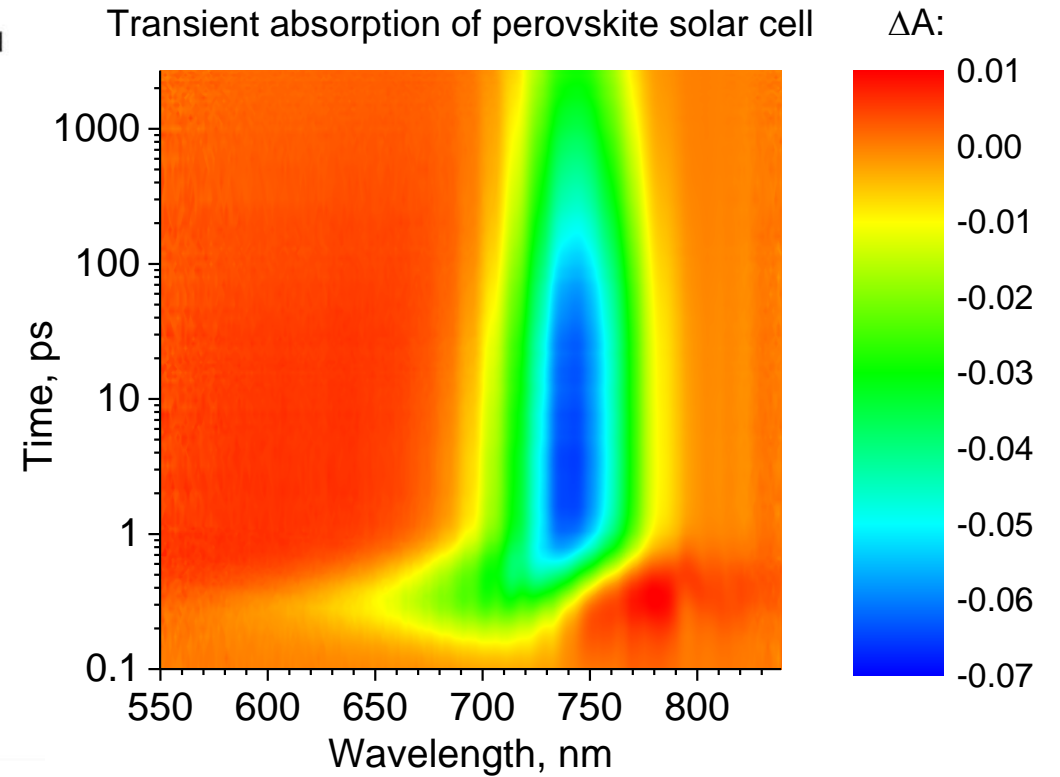 Transient absorption of perovskite solar cell
ΔA:
0.01
0.00
-0.01
-0.02
-0.03
-0.04
-0.05
-0.06
-0.07
Time, ps
1000
100
10
1
0.1
550 600 650 700 750 800
Wavelength, nm